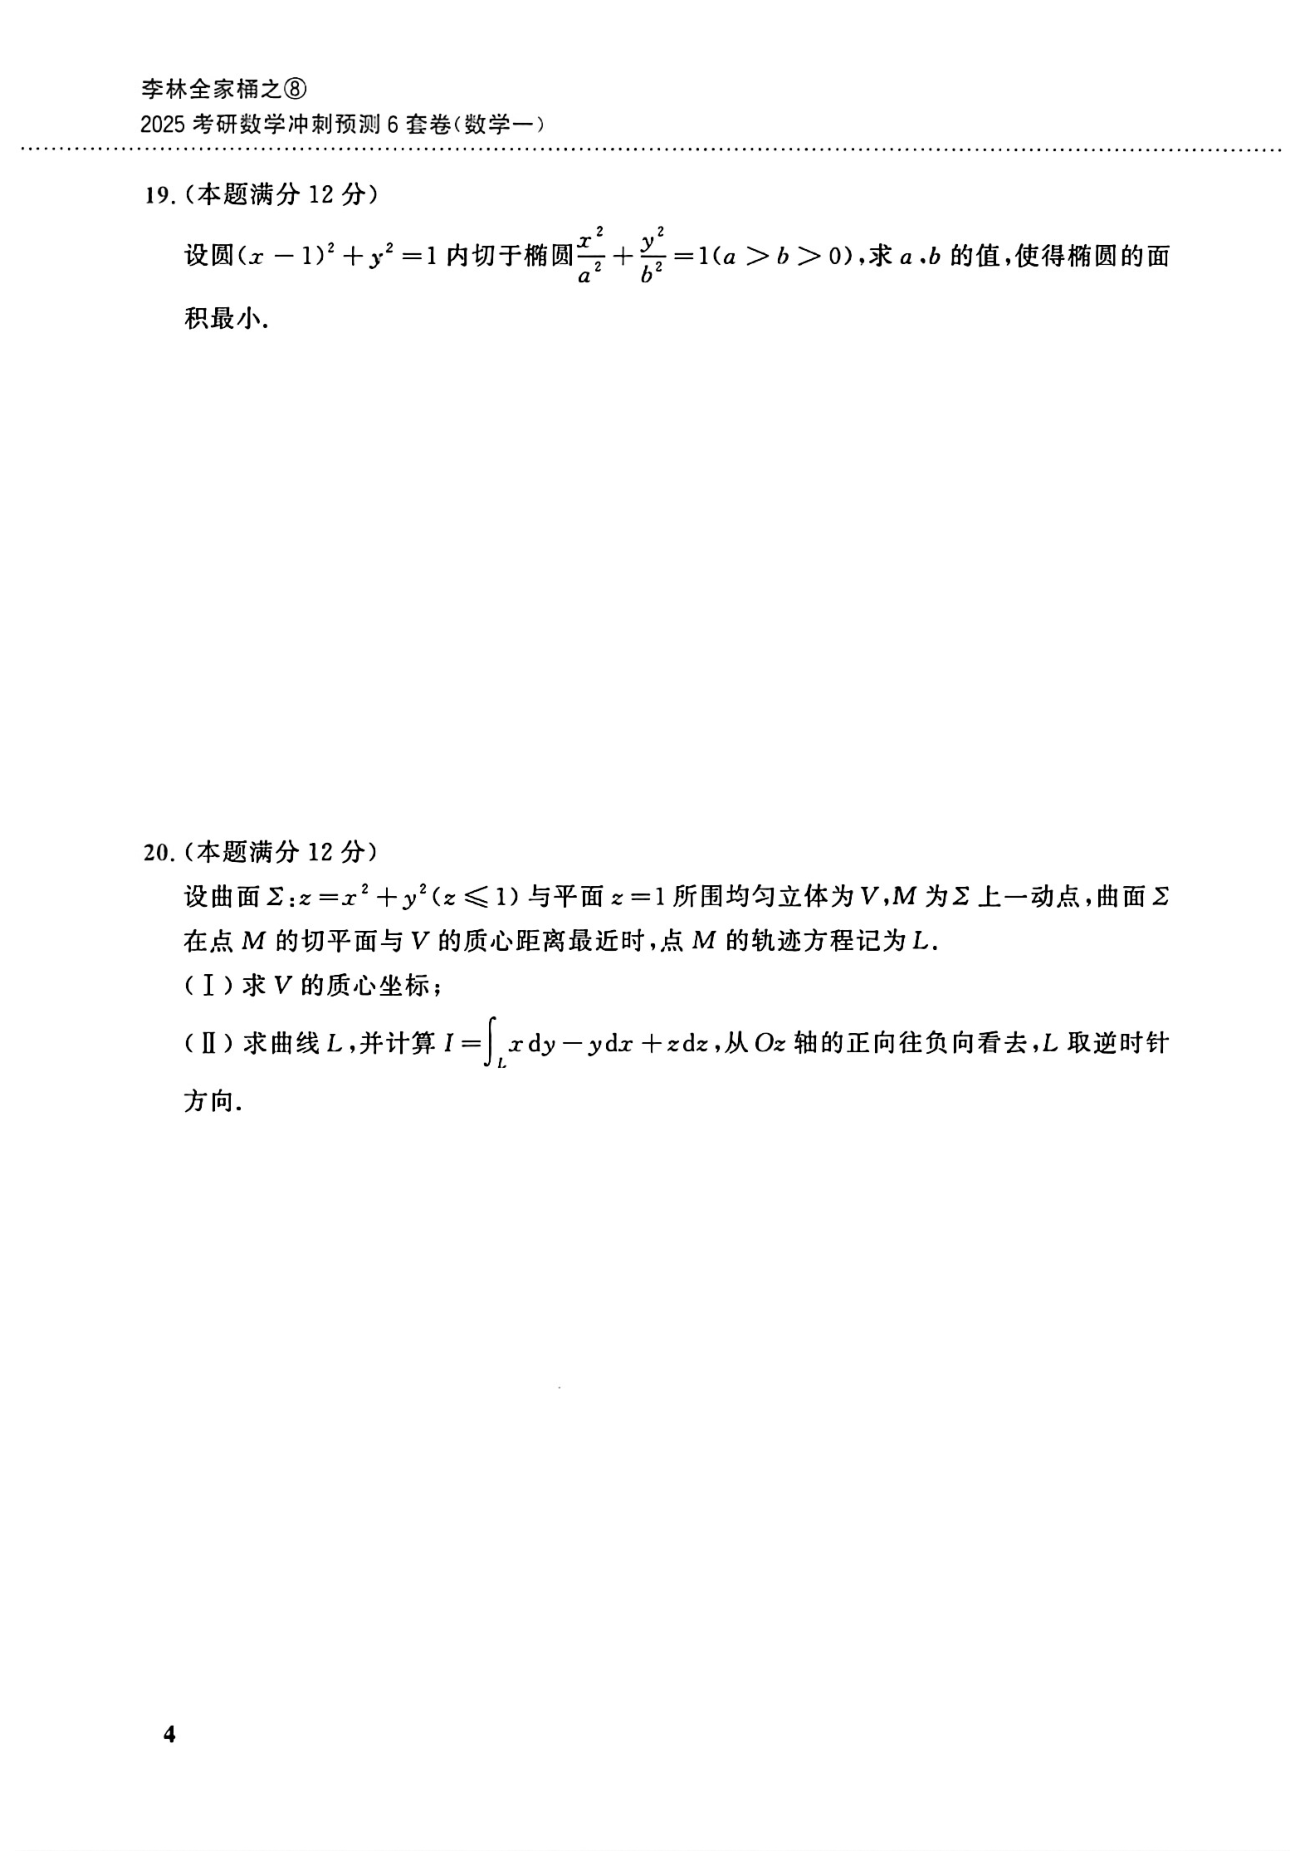 李林全家桶之⑧
2025 考研数学冲刺预测 6 套卷(数学一)
19.(本题满分 12 分)
设圆(x－1)²＋y²＝1 内切于椭圆x²/a²＋y²/b²＝1(a＞b＞0),求 a、b 的值,使得椭圆的面
积最小.
20.(本题满分 12 分)
设曲面 Σ:z＝x²＋y²(z≤1) 与平面 z＝1 所围均匀立体为 V,M 为 Σ 上一动点,曲面 Σ
在点 M 的切平面与 V 的质心距离最近时,点 M 的轨迹方程记为 L.
(Ⅰ) 求 V 的质心坐标;
(Ⅱ) 求曲线 L,并计算 I＝∫_L xdy－ydx＋zdz,从 Oz 轴的正向往负向看去,L 取逆时针
方向.
4